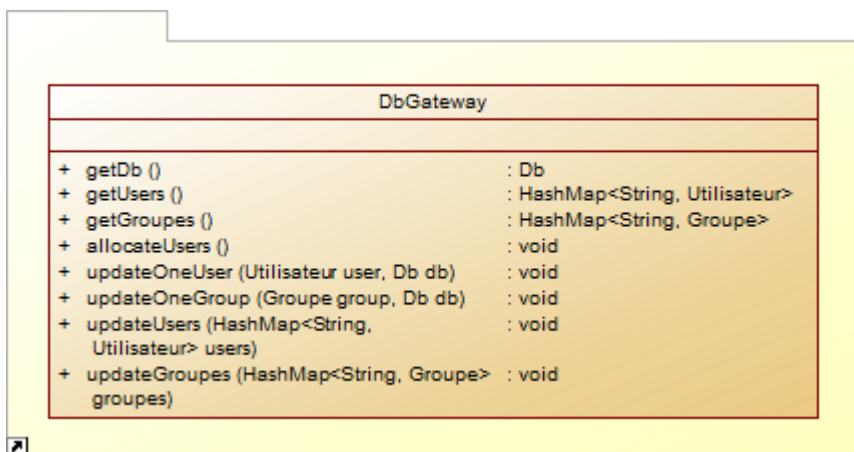 DbGateway
+ getDb () : Db
+ getUsers () : HashMap<String, Utilisateur>
+ getGroupes () : HashMap<String, Groupe>
+ allocateUsers () : void
+ updateOneUser (Utilisateur user, Db db) : void
+ updateOneGroup (Groupe group, Db db) : void
+ updateUsers (HashMap<String, : void
Utilisateur> users)
+ updateGroupes (HashMap<String, Groupe> : void
groupes)